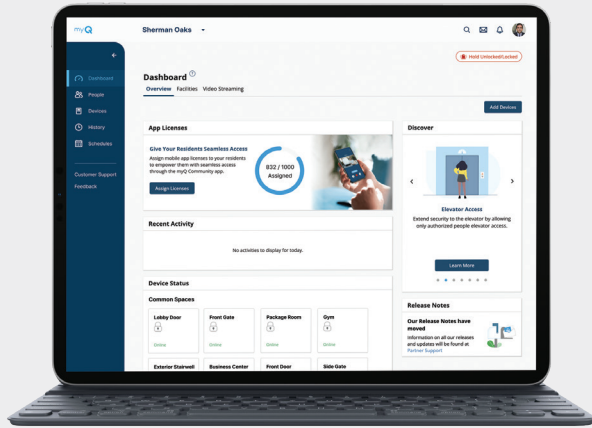 myQ
Sherman Oaks
Hold Unlocked/Locked
Dashboard
People
Devices
History
Schedules
Customer Support
Feedback
Dashboard
Overview Facilities Video Streaming
Add Devices
App Licenses
Give Your Residents Seamless Access
Assign mobile app licenses to your residents
to empower them with seamless access
through the myQ Community app.
Assign Licenses
832 / 1000
Assigned
Recent Activity
No activities to display for today.
Device Status
Common Spaces
Lobby Door
Online
Front Gate
Online
Package Room
Online
Gym
Online
Exterior Stairwell
Business Center
Front Door
Side Gate
Discover
Elevator Access
Extend security to the elevator by allowing
only authorized people elevator access.
Learn More
Release Notes
Our Release Notes have
moved
Information on all our releases
and updates will be found at
Partner Support